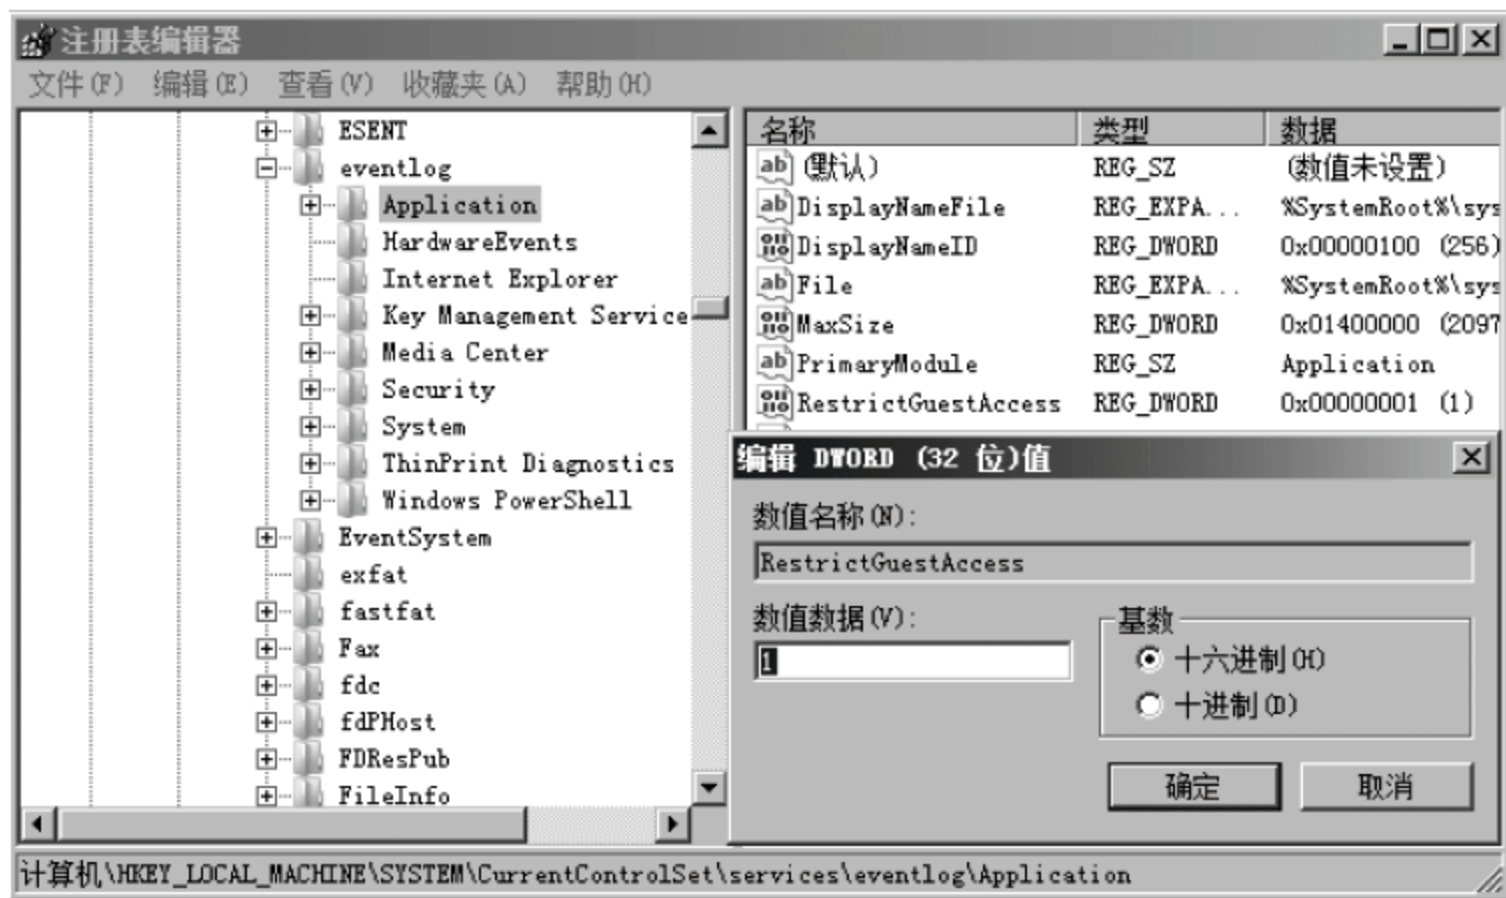 注册表编辑器
文件(F) 编辑(E) 查看(V) 收藏夹(A) 帮助(H)
ESENT
eventlog
Application
HardwareEvents
Internet Explorer
Key Management Service
Media Center
Security
System
ThinPrint Diagnostics
Windows PowerShell
EventSystem
exfat
fastfat
Fax
fdc
fdPHost
FDResPub
FileInfo
名称 类型 数据
(默认) REG_SZ (数值未设置)
DisplayNameFile REG_EXPA... %SystemRoot%\sys
DisplayNameID REG_DWORD 0x00000100 (256)
File REG_EXPA... %SystemRoot%\sys
MaxSize REG_DWORD 0x01400000 (2097
PrimaryModule REG_SZ Application
RestrictGuestAccess REG_DWORD 0x00000001 (1)
编辑 DWORD (32 位)值
数值名称(N):
RestrictGuestAccess
数值数据(V):
1
基数
十六进制(H)
十进制(D)
确定 取消
计算机\HKEY_LOCAL_MACHINE\SYSTEM\CurrentControlSet\services\eventlog\Application